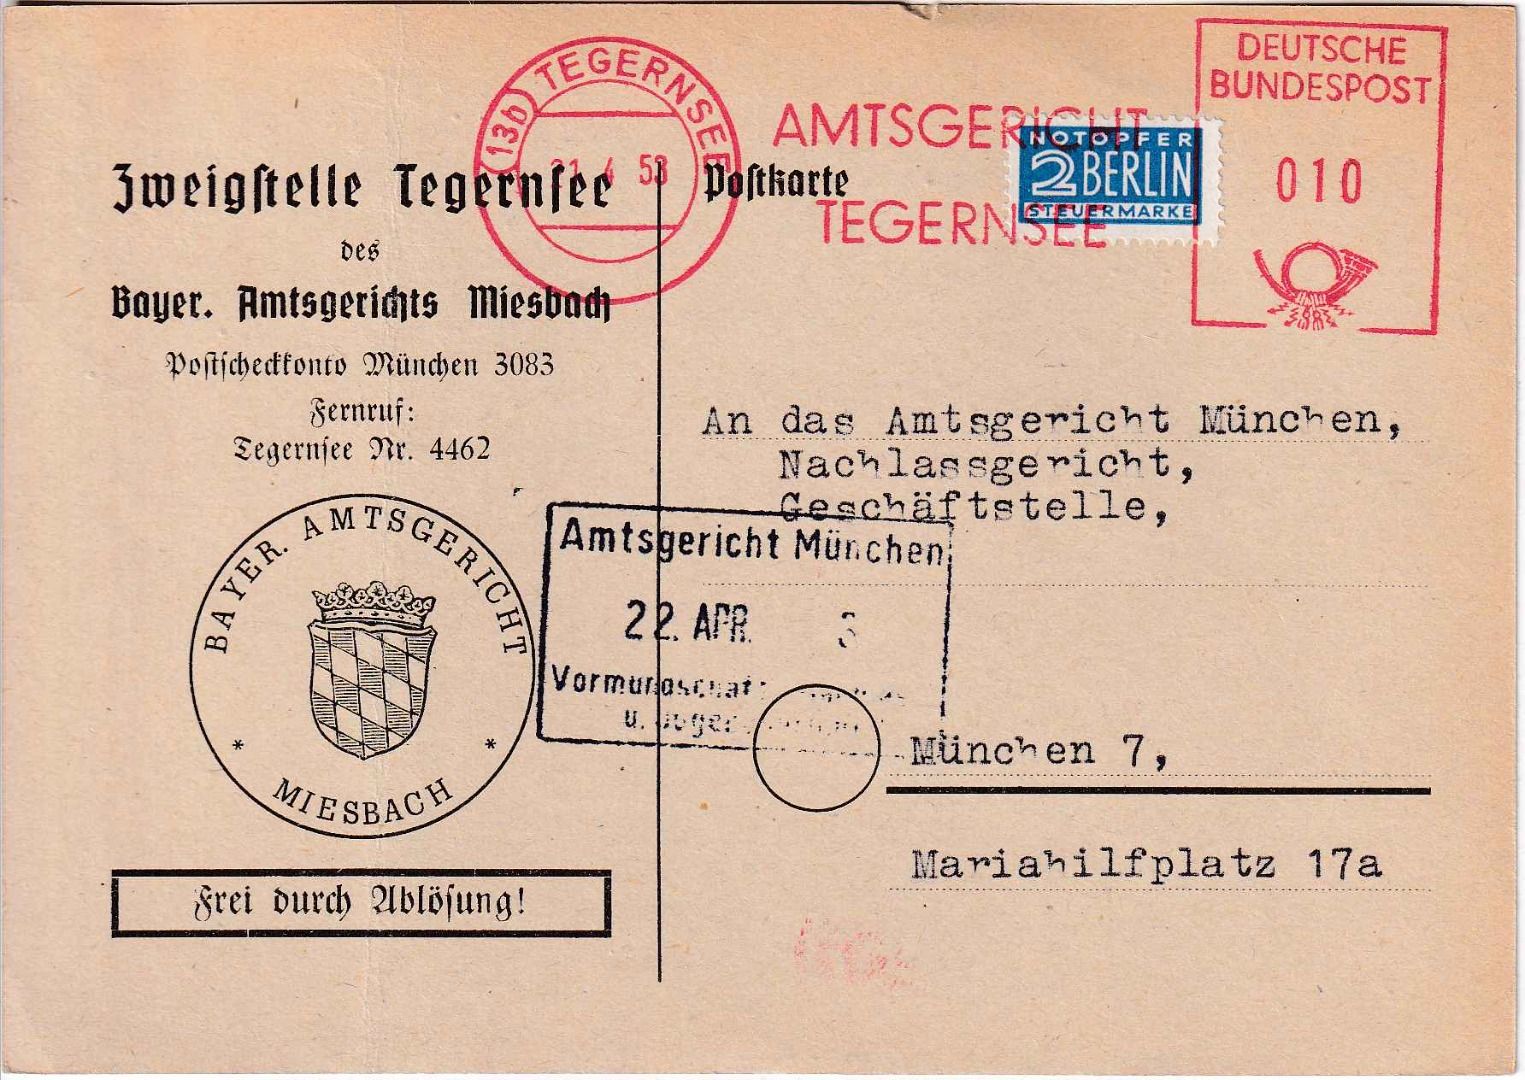 (13b) TEGERNSEE
21 4 53
AMTSGERICHT
TEGERNSEE
NOTOPFER
2 BERLIN
STEUERMARKE
DEUTSCHE
BUNDESPOST
010
Zweigstelle Tegernsee
des
Bayer. Amtsgerichts Miesbach
Postscheckkonto München 3083
Fernruf:
Tegernsee Nr. 4462
BAYER. AMTSGERICHT
* MIESBACH *
Frei durch Ablösung!
Postkarte
An das Amtsgericht München,
Nachlassgericht,
Geschäftstelle,
Amtsgericht München
22. APR.
u.
München 7,
Mariahilfplatz 17a